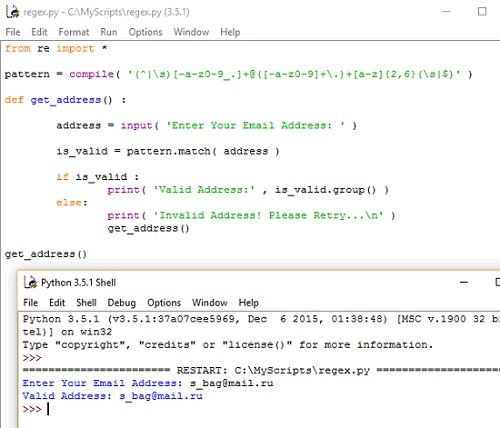 regex.py - C:\MyScripts\regex.py (3.5.1)
File Edit Format Run Options Window Help
from re import *
pattern = compile( '(^|\s)[-a-z0-9_.]+@([-a-z0-9]+\.)+[a-z]{2,6}(\s|$)' )
def get_address() :
address = input( 'Enter Your Email Address: ' )
is_valid = pattern.match( address )
if is_valid :
print( 'Valid Address:' , is_valid.group() )
else:
print( 'Invalid Address! Please Retry...\n' )
get_address()
get_address()
Python 3.5.1 Shell
File Edit Shell Debug Options Window Help
Python 3.5.1 (v3.5.1:37a07cee5969, Dec  6 2015, 01:38:48) [MSC v.1900 32 bi
tel)] on win32
Type "copyright", "credits" or "license()" for more information.
>>>
======================= RESTART: C:\MyScripts\regex.py ===================
Enter Your Email Address: s_bag@mail.ru
Valid Address: s_bag@mail.ru
>>>